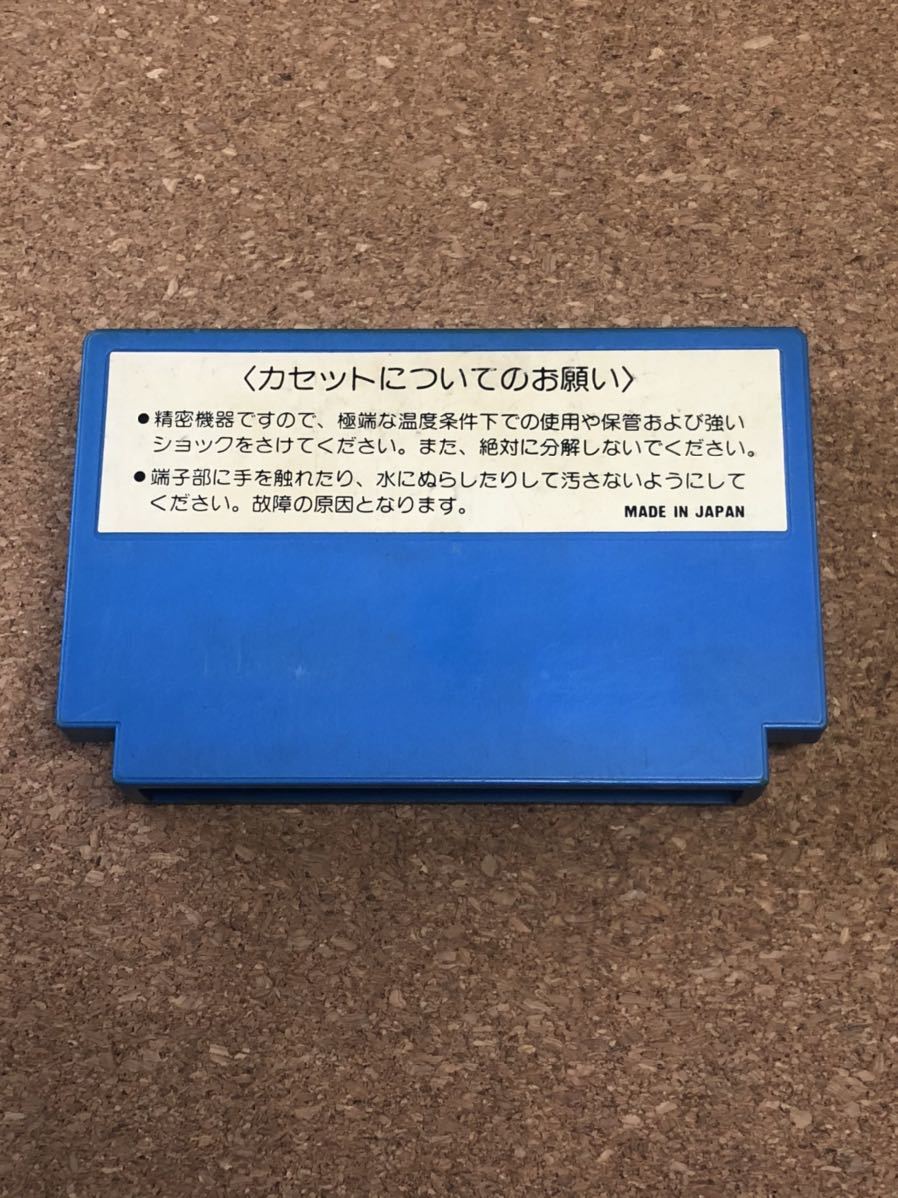 〈カセットについてのお願い〉
●精密機器ですので、極端な温度条件下での使用や保管および強い
ショックをさけてください。また、絶対に分解しないでください。
●端子部に手を触れたり、水にぬらしたりして汚さないようにして
ください。故障の原因となります。
MADE IN JAPAN